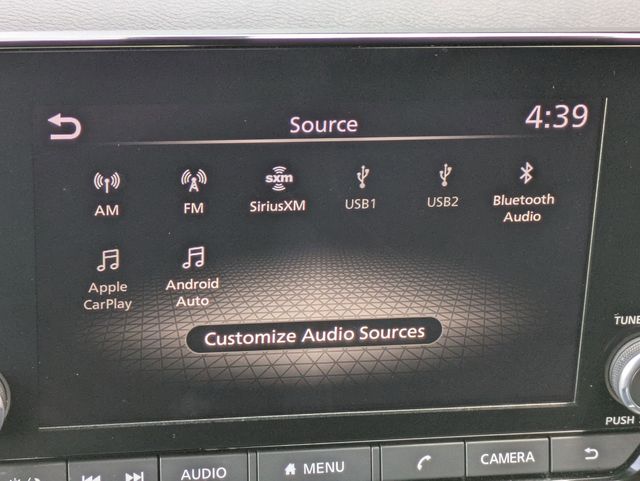 Source
4:39
AM
FM
sxm
SiriusXM
USB1
USB2
Bluetooth
Audio
Apple
CarPlay
Android
Auto
Customize Audio Sources
TUNE
PUSH
AUDIO
MENU
CAMERA